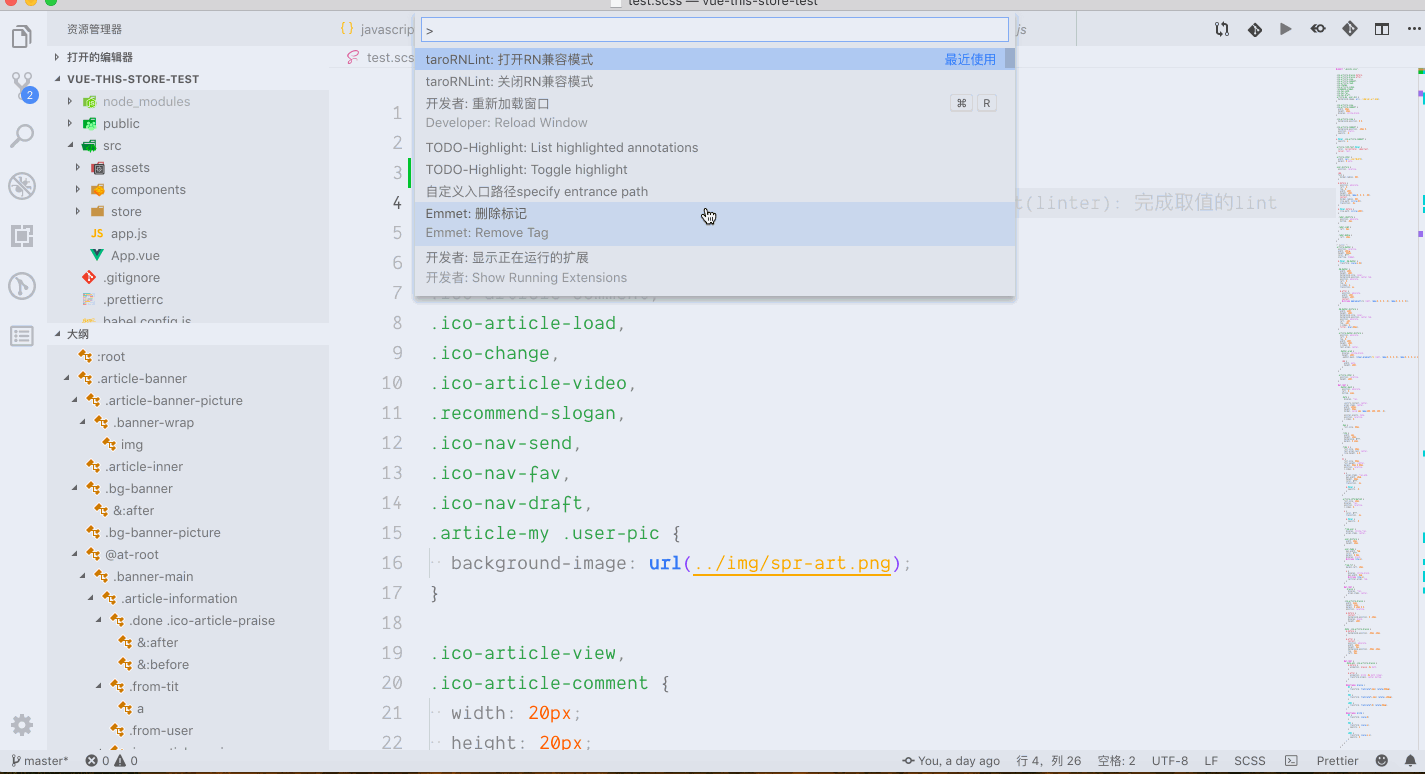 test.scss — vue-this-store-test
资源管理器
打开的编辑器
VUE-THIS-STORE-TEST
node_modules
public
src
assets
components
store
app.js
App.vue
.gitignore
.prettierrc
babel.config.js
大纲
:root
.article-banner
.article-banner-picture
.banner-wrap
img
.article-inner
.bg-banner
&:after
.bg-banner-picture
@at-root
.banner-main
.article-information
.done .ico-article-praise
&:after
&:before
.from-tit
a
.from-user
2
{} javascrip
js
test.scs
>
taroRNLint: 打开RN兼容模式 最近使用
taroRNLint: 关闭RN兼容模式
开发者: 重新加载窗口 ⌘ R
Developer: Reload Window
TODO-Highlight: List highlighted annotations
TODO-Highlight: Toggle highlight
自定义入口路径specify entrance path
Emmet: 删除标记
Emmet: Remove Tag
开发者: 显示正在运行的扩展
开发者: Show Running Extensions
1
2
3
4 t(linter): 完成取值的lint
5
6
7 .ico-article-comment,
8 .ico-article-load,
9 .ico-change,
10 .ico-article-video,
11 .recommend-slogan,
12 .ico-nav-send,
13 .ico-nav-fav,
14 .ico-nav-draft,
15 .article-my .user-pic {
16 background-image: url(../img/spr-art.png);
17 }
18
19 .ico-article-view,
20 .ico-article-comment {
21 width: 20px;
22 height: 20px;
master* 0 0 You, a day ago 行 4，列 26 空格: 2 UTF-8 LF SCSS Prettier